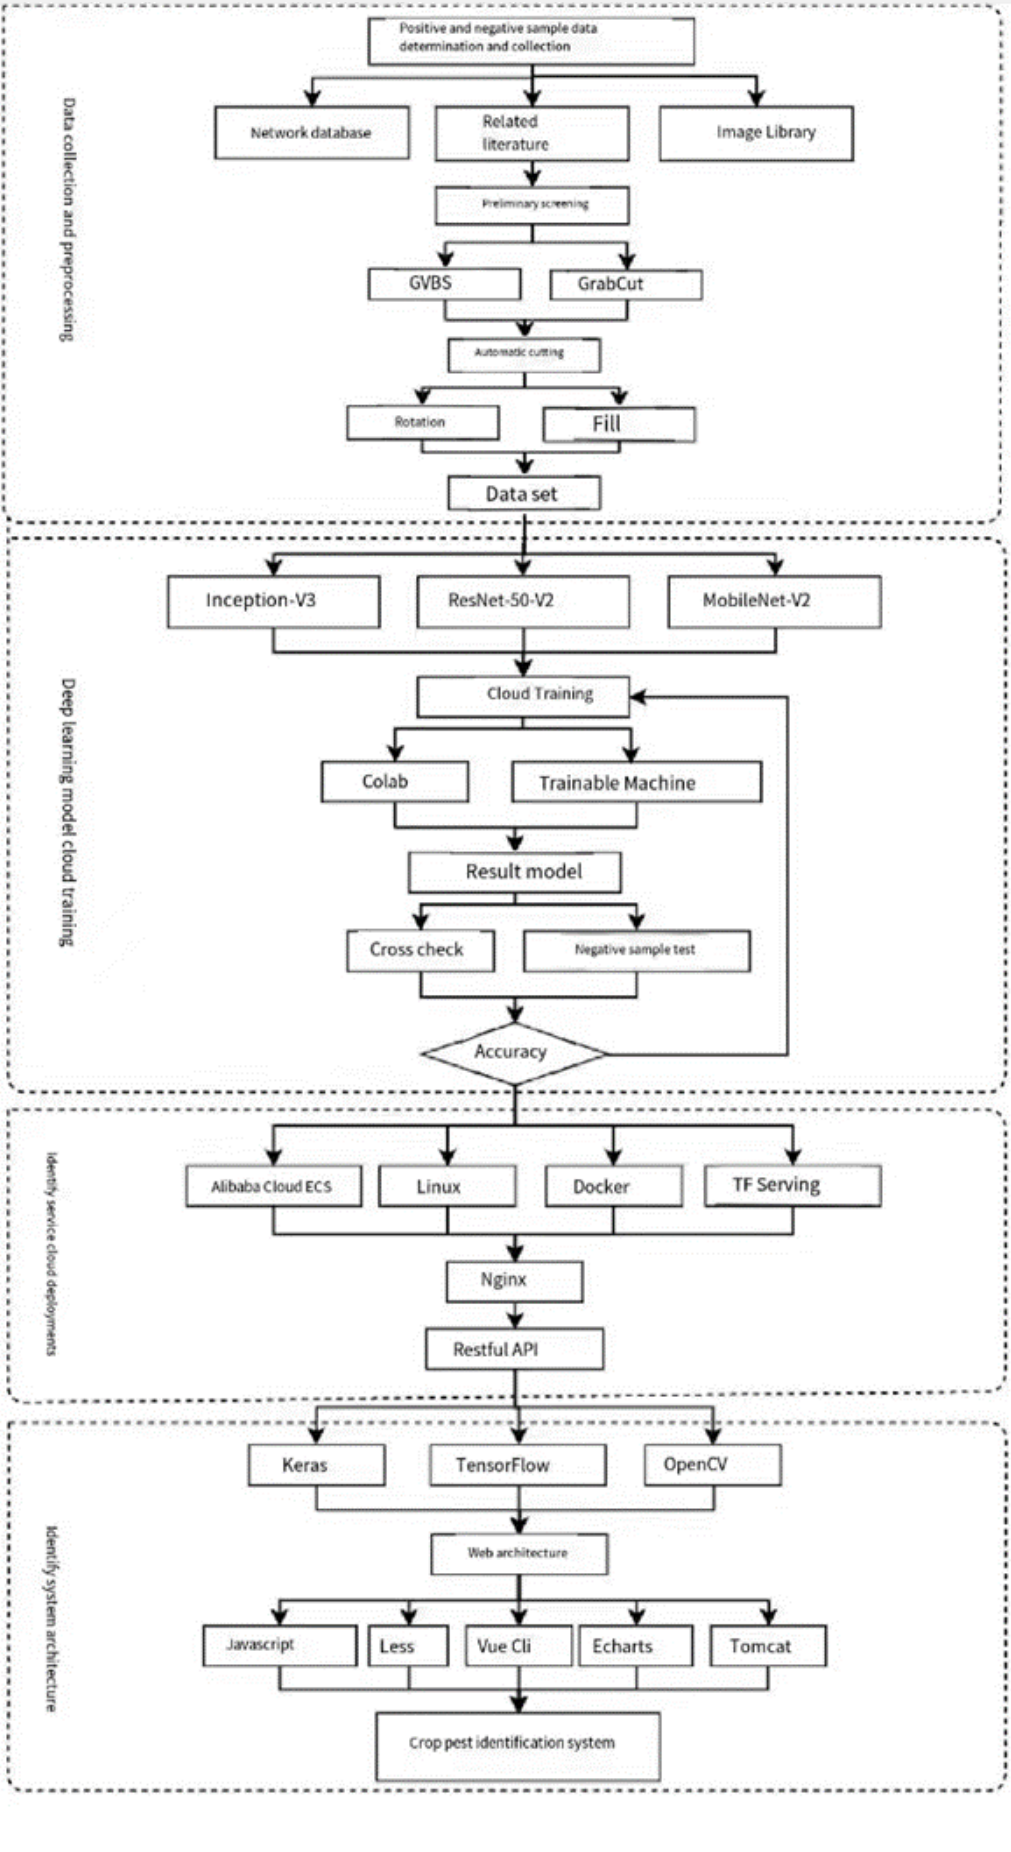 Positive and negative sample data
determination and collection
Network database
Related
literature
Image Library
Preliminary screening
GVBS
GrabCut
Automatic cutting
Rotation
Fill
Data set
Data collection and preprocessing
Inception-V3
ResNet-50-V2
MobileNet-V2
Cloud Training
Colab
Trainable Machine
Result model
Cross check
Negative sample test
Accuracy
Deep learning model cloud training
Alibaba Cloud ECS
Linux
Docker
TF Serving
Nginx
Restful API
Identify service cloud deployments
Keras
TensorFlow
OpenCV
Web architecture
Javascript
Less
Vue Cli
Echarts
Tomcat
Crop pest identification system
Identify system architecture